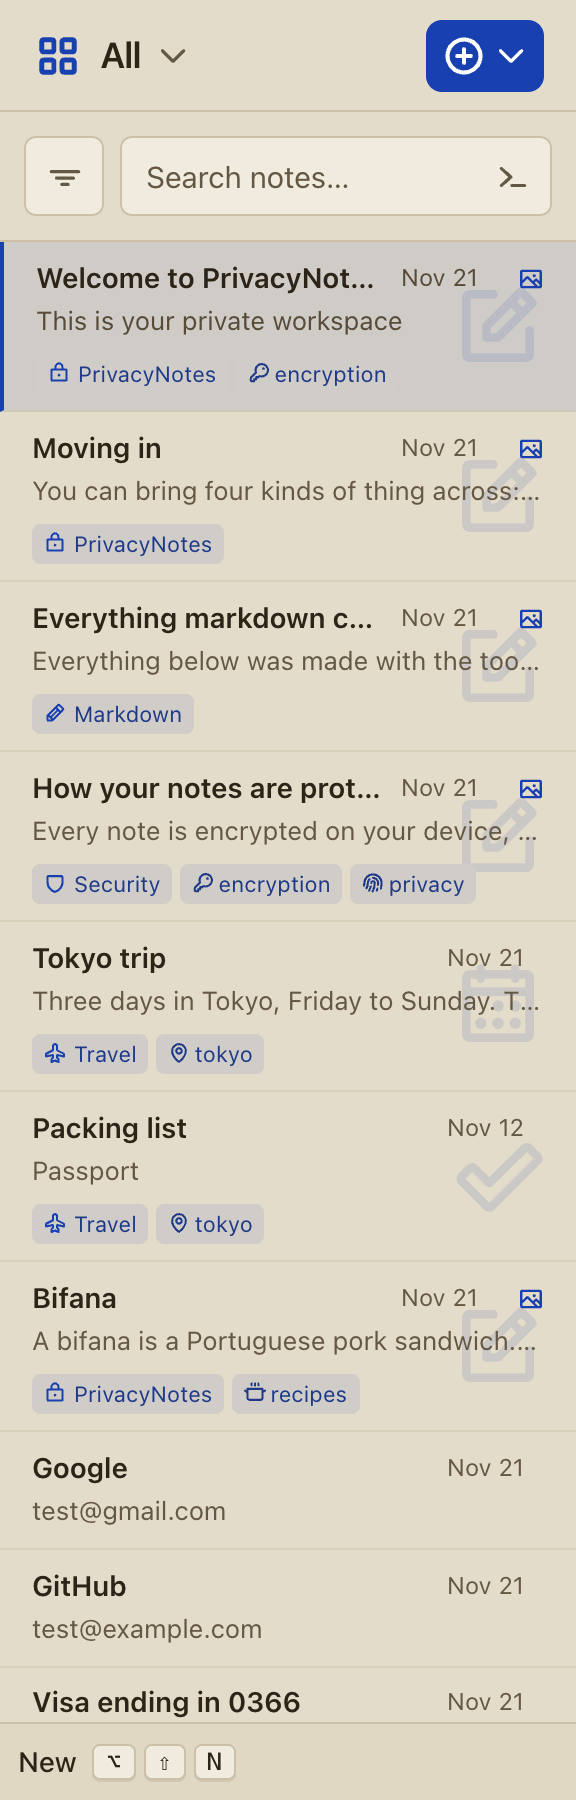 All
Search notes...
Welcome to PrivacyNot... Nov 21
This is your private workspace
PrivacyNotes encryption
Moving in Nov 21
You can bring four kinds of thing across:...
PrivacyNotes
Everything markdown c... Nov 21
Everything below was made with the too...
Markdown
How your notes are prot... Nov 21
Every note is encrypted on your device, ...
Security encryption privacy
Tokyo trip Nov 21
Three days in Tokyo, Friday to Sunday. T...
Travel tokyo
Packing list Nov 12
Passport
Travel tokyo
Bifana Nov 21
A bifana is a Portuguese pork sandwich....
PrivacyNotes recipes
Google Nov 21
test@gmail.com
GitHub Nov 21
test@example.com
Visa ending in 0366 Nov 21
New ⌥ ⇧ N